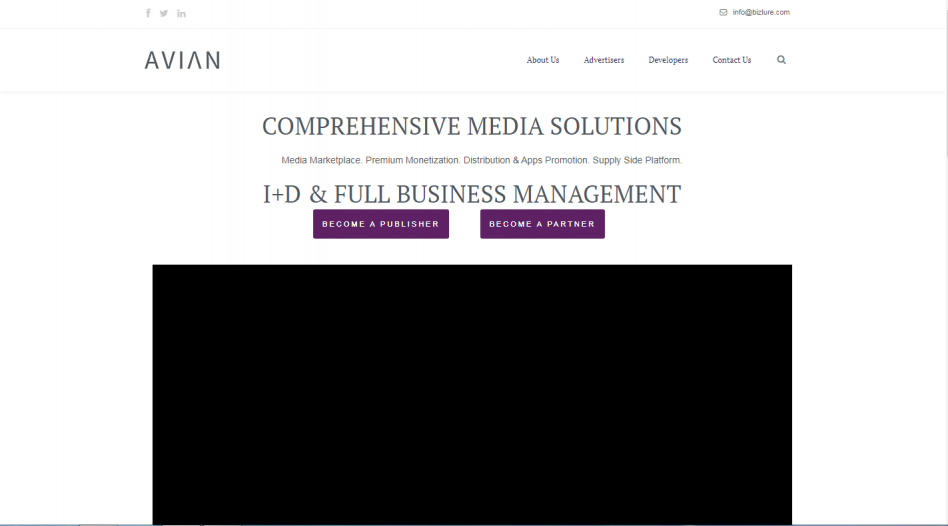 info@bizlure.com
AVIAN
About Us Advertisers Developers Contact Us
COMPREHENSIVE MEDIA SOLUTIONS
Media Marketplace. Premium Monetization. Distribution & Apps Promotion. Supply Side Platform.
I+D & FULL BUSINESS MANAGEMENT
BECOME A PUBLISHER BECOME A PARTNER